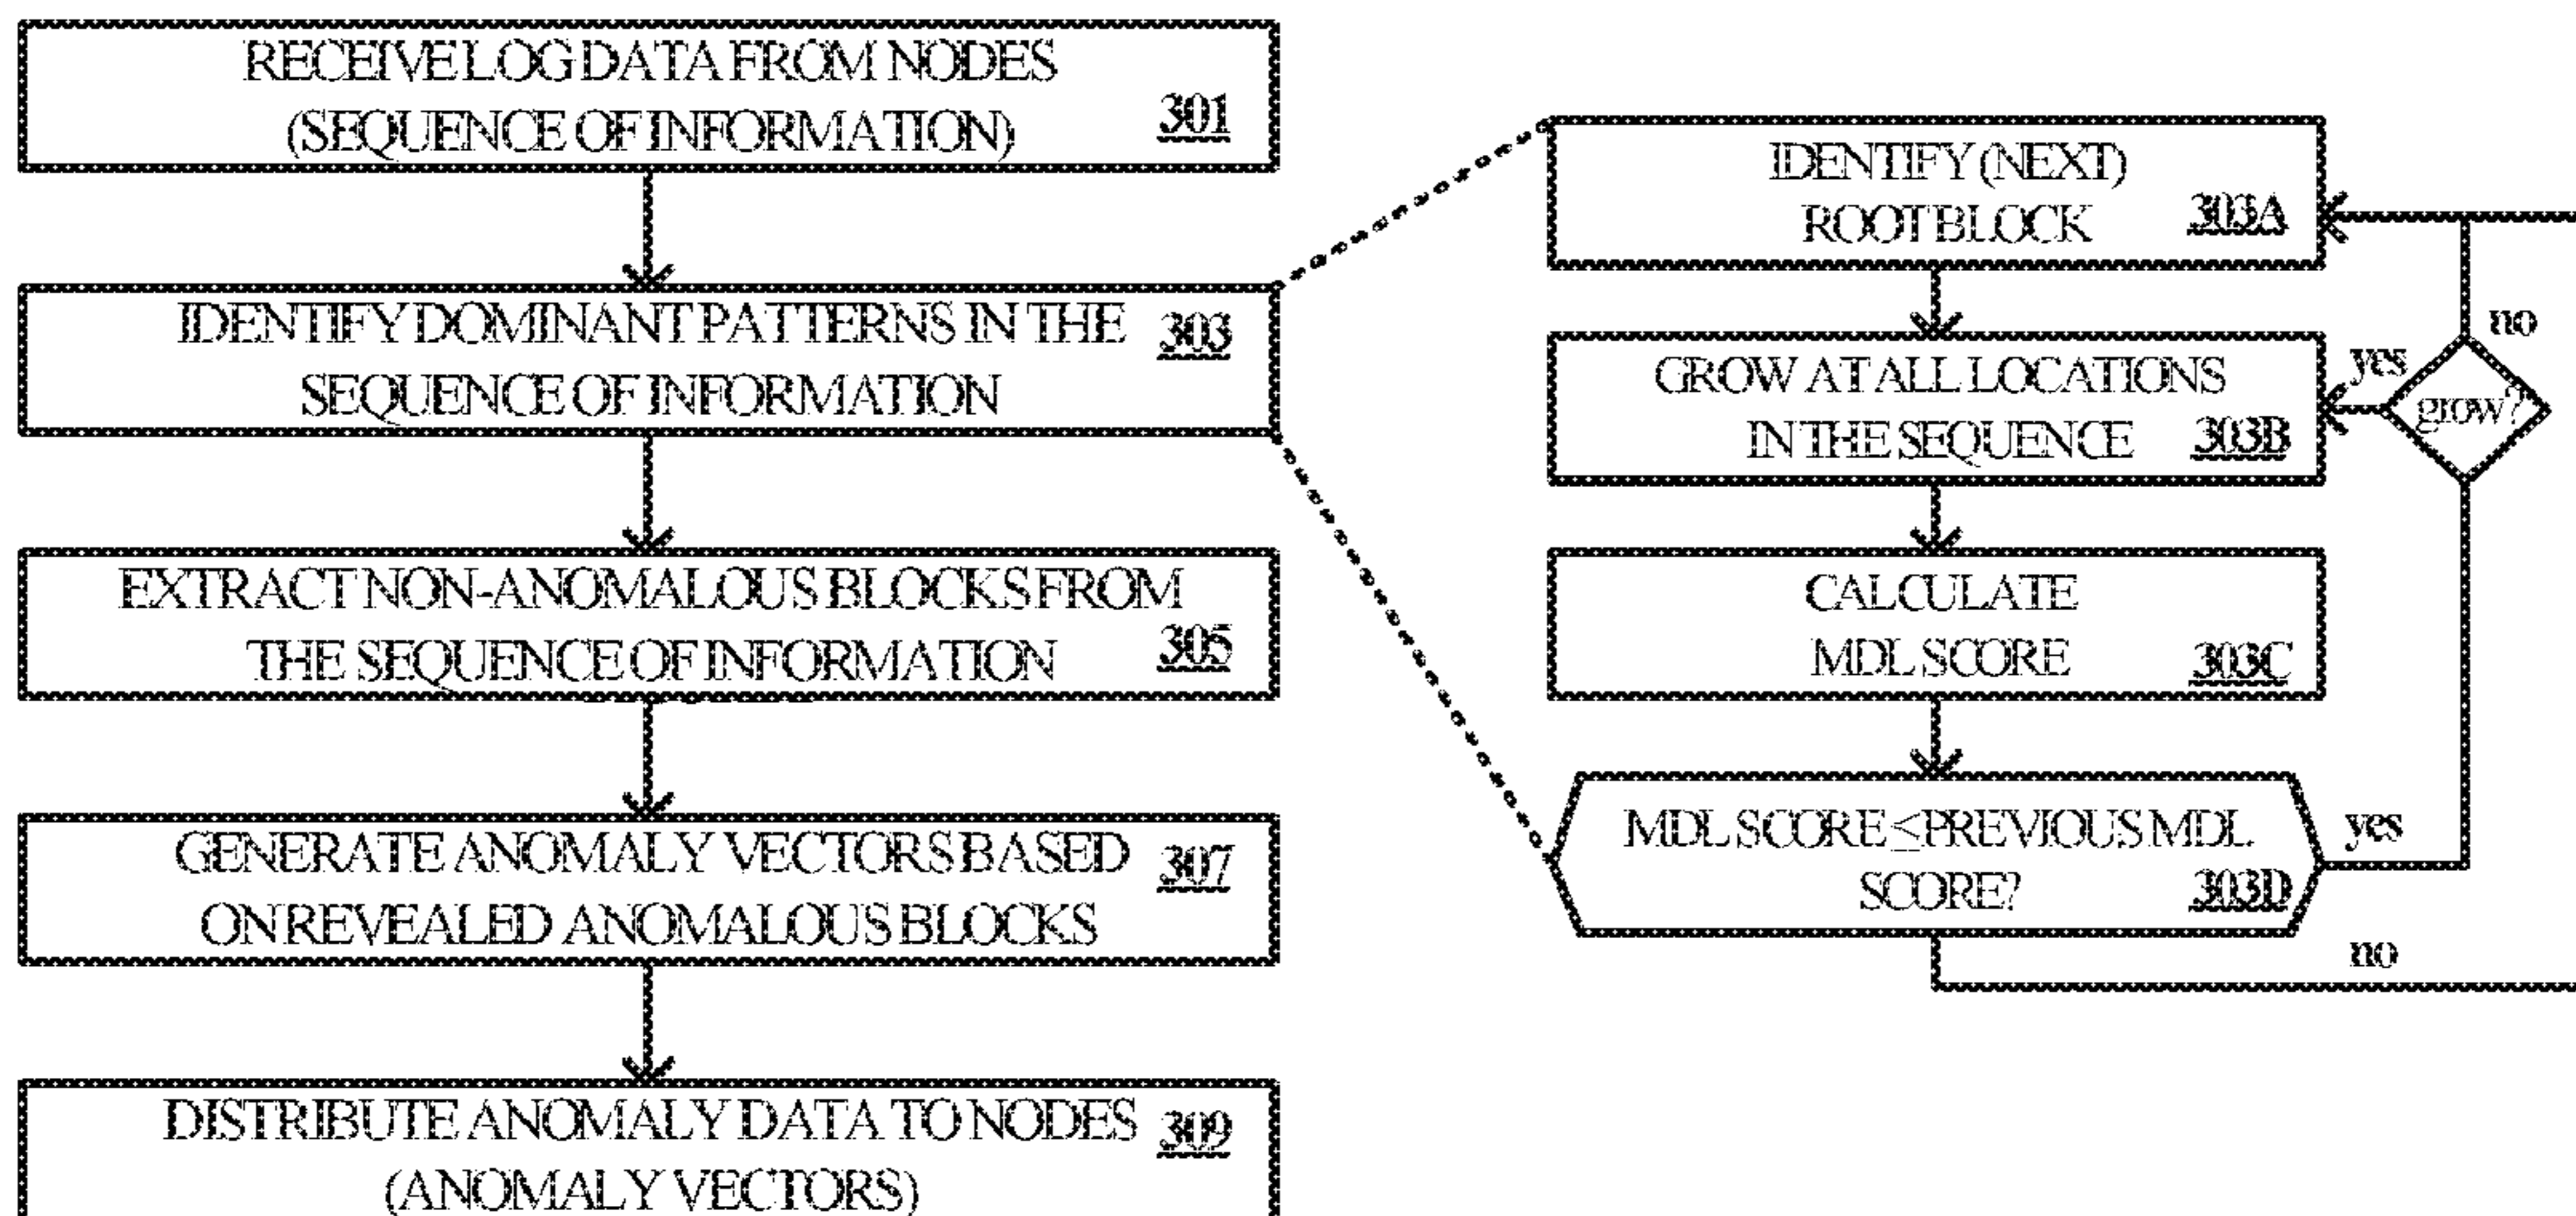 RECEIVE LOG DATA FROM NODES
(SEQUENCE OF INFORMATION)
301
IDENTIFY DOMINANT PATTERNS IN THE
303
SEQUENCE OF INFORMATION
EXTRACT NON-ANOMALOUS BLOCKS FROM
THE SEQUENCE OF INFORMATION
305
GENERATE ANOMALY VECTORS BASED
307
ON REVEALED ANOMALOUS BLOCKS
DISTRIBUTE ANOMALY DATA TO NODES
309
(ANOMALY VECTORS)
IDENTIFY (NEXT)
ROOT BLOCK
303A
GROW AT ALL LOCATIONS
IN THE SEQUENCE
303B
CALCULATE
MDL SCORE
303C
MDL SCORE ≤ PREVIOUS MDL
SCORE?
303D
no
yes
grow?
yes
no